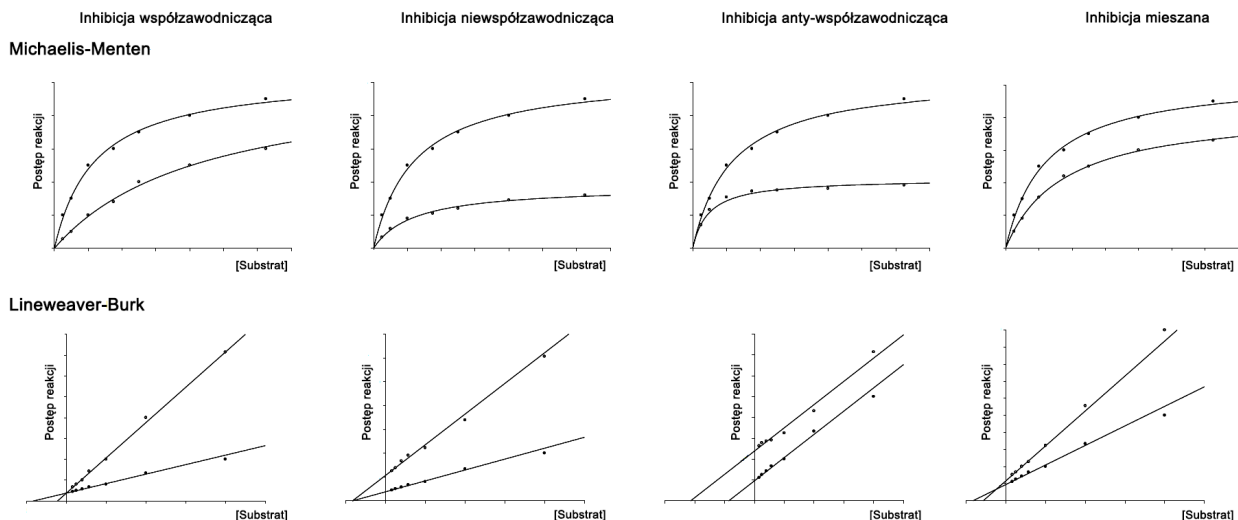 Inhibicja współzawodnicząca
Inhibicja niewspółzawodnicząca
Inhibicja anty-współzawodnicząca
Inhibicja mieszana
Michaelis-Menten
Postęp reakcji
[Substrat]
Postęp reakcji
[Substrat]
Postęp reakcji
[Substrat]
Postęp reakcji
[Substrat]
Lineweaver-Burk
Postęp reakcji
[Substrat]
Postęp reakcji
[Substrat]
Postęp reakcji
[Substrat]
Postęp reakcji
[Substrat]